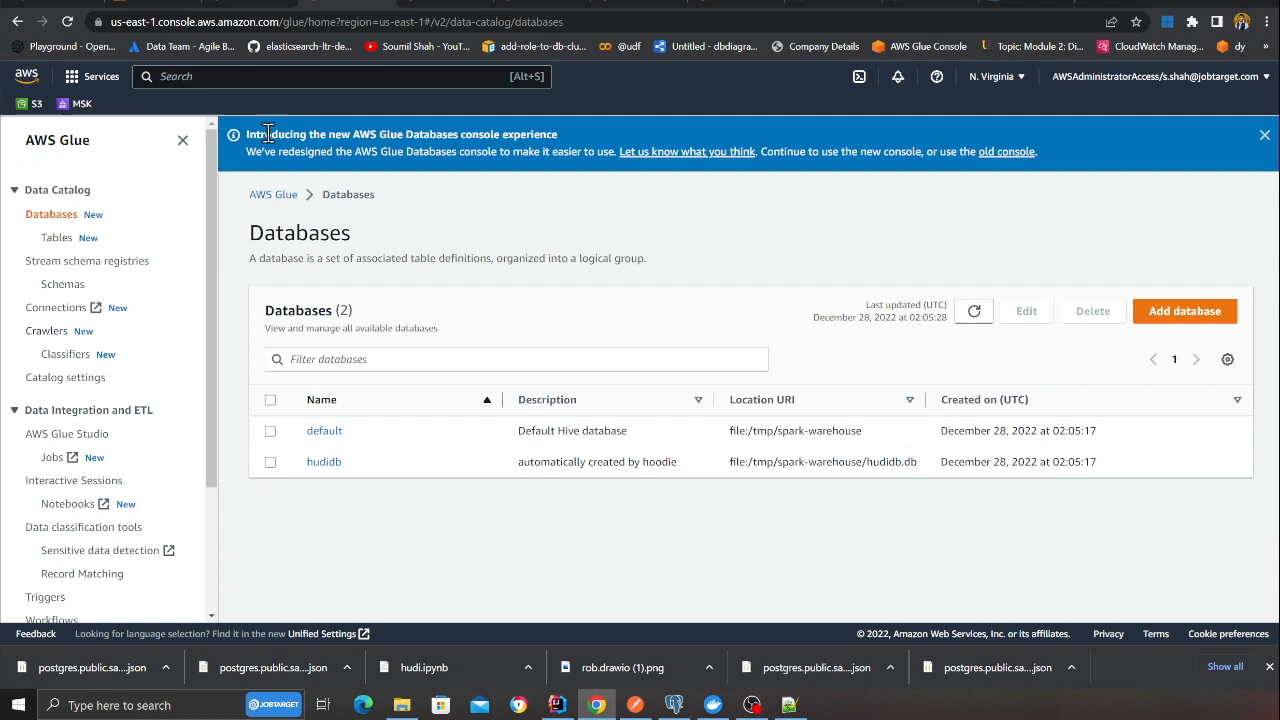 us-east-1.console.aws.amazon.com/glue/home?region=us-east-1#/v2/data-catalog/databases
Playground - Open... Data Team - Agile B... elasticsearch-ltr-de... Soumil Shah - YouT... add-role-to-db-clu... @udf Untitled - dbdiagra... Company Details AWS Glue Console Topic: Module 2: Di... CloudWatch Manag... dy »
aws Services Search [Alt+S] N. Virginia AWSAdministratorAccess/s.shah@jobtarget.com
S3 MSK
AWS Glue
Data Catalog
Databases New
Tables New
Stream schema registries
Schemas
Connections New
Crawlers New
Classifiers New
Catalog settings
Data Integration and ETL
AWS Glue Studio
Jobs New
Interactive Sessions
Notebooks New
Data classification tools
Sensitive data detection
Record Matching
Triggers
Workflows
Introducing the new AWS Glue Databases console experience
We've redesigned the AWS Glue Databases console to make it easier to use. Let us know what you think. Continue to use the new console, or use the old console.
AWS Glue Databases
Databases
A database is a set of associated table definitions, organized into a logical group.
Databases (2)
View and manage all available databases
Last updated (UTC)
December 28, 2022 at 02:05:28
Edit Delete Add database
Filter databases
1
Name Description Location URI Created on (UTC)
default Default Hive database file:/tmp/spark-warehouse December 28, 2022 at 02:05:17
hudidb automatically created by hoodie file:/tmp/spark-warehouse/hudidb.db December 28, 2022 at 02:05:17
Feedback Looking for language selection? Find it in the new Unified Settings © 2022, Amazon Web Services, Inc. or its affiliates. Privacy Terms Cookie preferences
postgres.public.sa....json postgres.public.sa....json hudi.ipynb rob.drawio (1).png postgres.public.sa....json postgres.public.sa....json Show all
Type here to search JOBTARGET